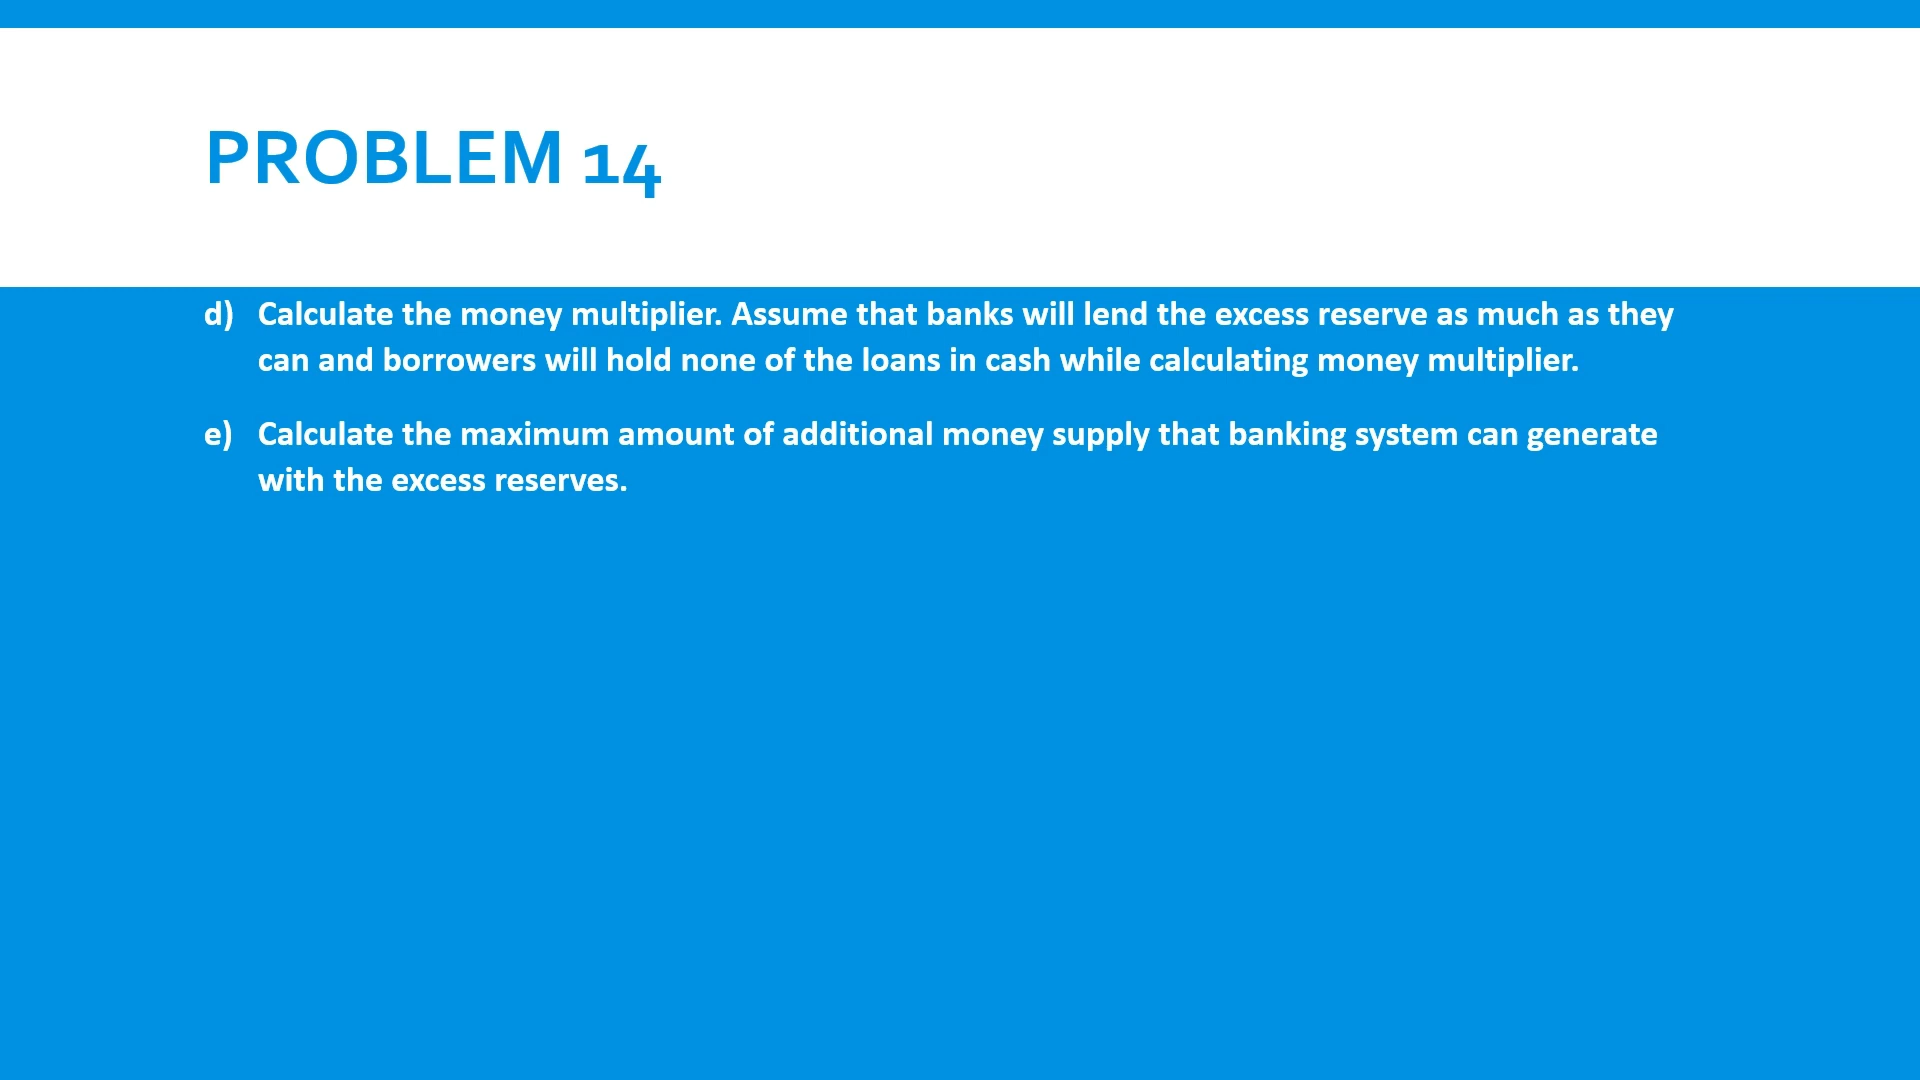 PROBLEM 14
d) Calculate the money multiplier. Assume that banks will lend the excess reserve as much as they
can and borrowers will hold none of the loans in cash while calculating money multiplier.
e) Calculate the maximum amount of additional money supply that banking system can generate
with the excess reserves.